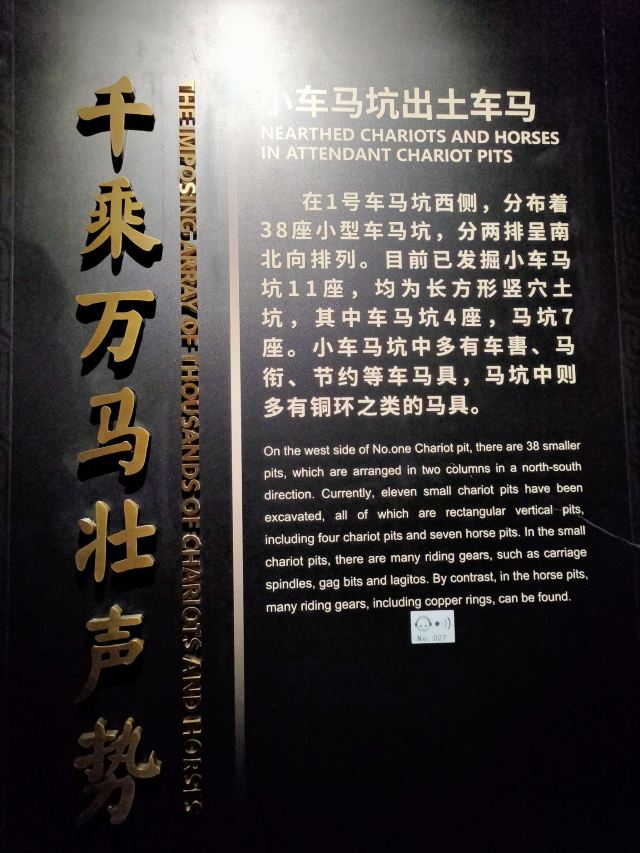 千乘万马壮声势
THE IMPOSING ARRAY OF THOUSANDS OF CHARIOTS AND HORSES
小车马坑出土车马
NEARTHED CHARIOTS AND HORSES
IN ATTENDANT CHARIOT PITS
在1号车马坑西侧，分布着
38座小型车马坑，分两排呈南
北向排列。目前已发掘小车马
坑11座，均为长方形竖穴土
坑，其中车马坑4座，马坑7
座。小车马坑中多有车軎、马
衔、节约等车马具，马坑中则
多有铜环之类的马具。
On the west side of No.one Chariot pit, there are 38 smaller
pits, which are arranged in two columns in a north-south
direction. Currently, eleven small chariot pits have been
excavated, all of which are rectangular vertical pits,
including four chariot pits and seven horse pits. In the small
chariot pits, there are many riding gears, such as carriage
spindles, gag bits and lagitos. By contrast, in the horse pits,
many riding gears, including copper rings, can be found.
No. 027